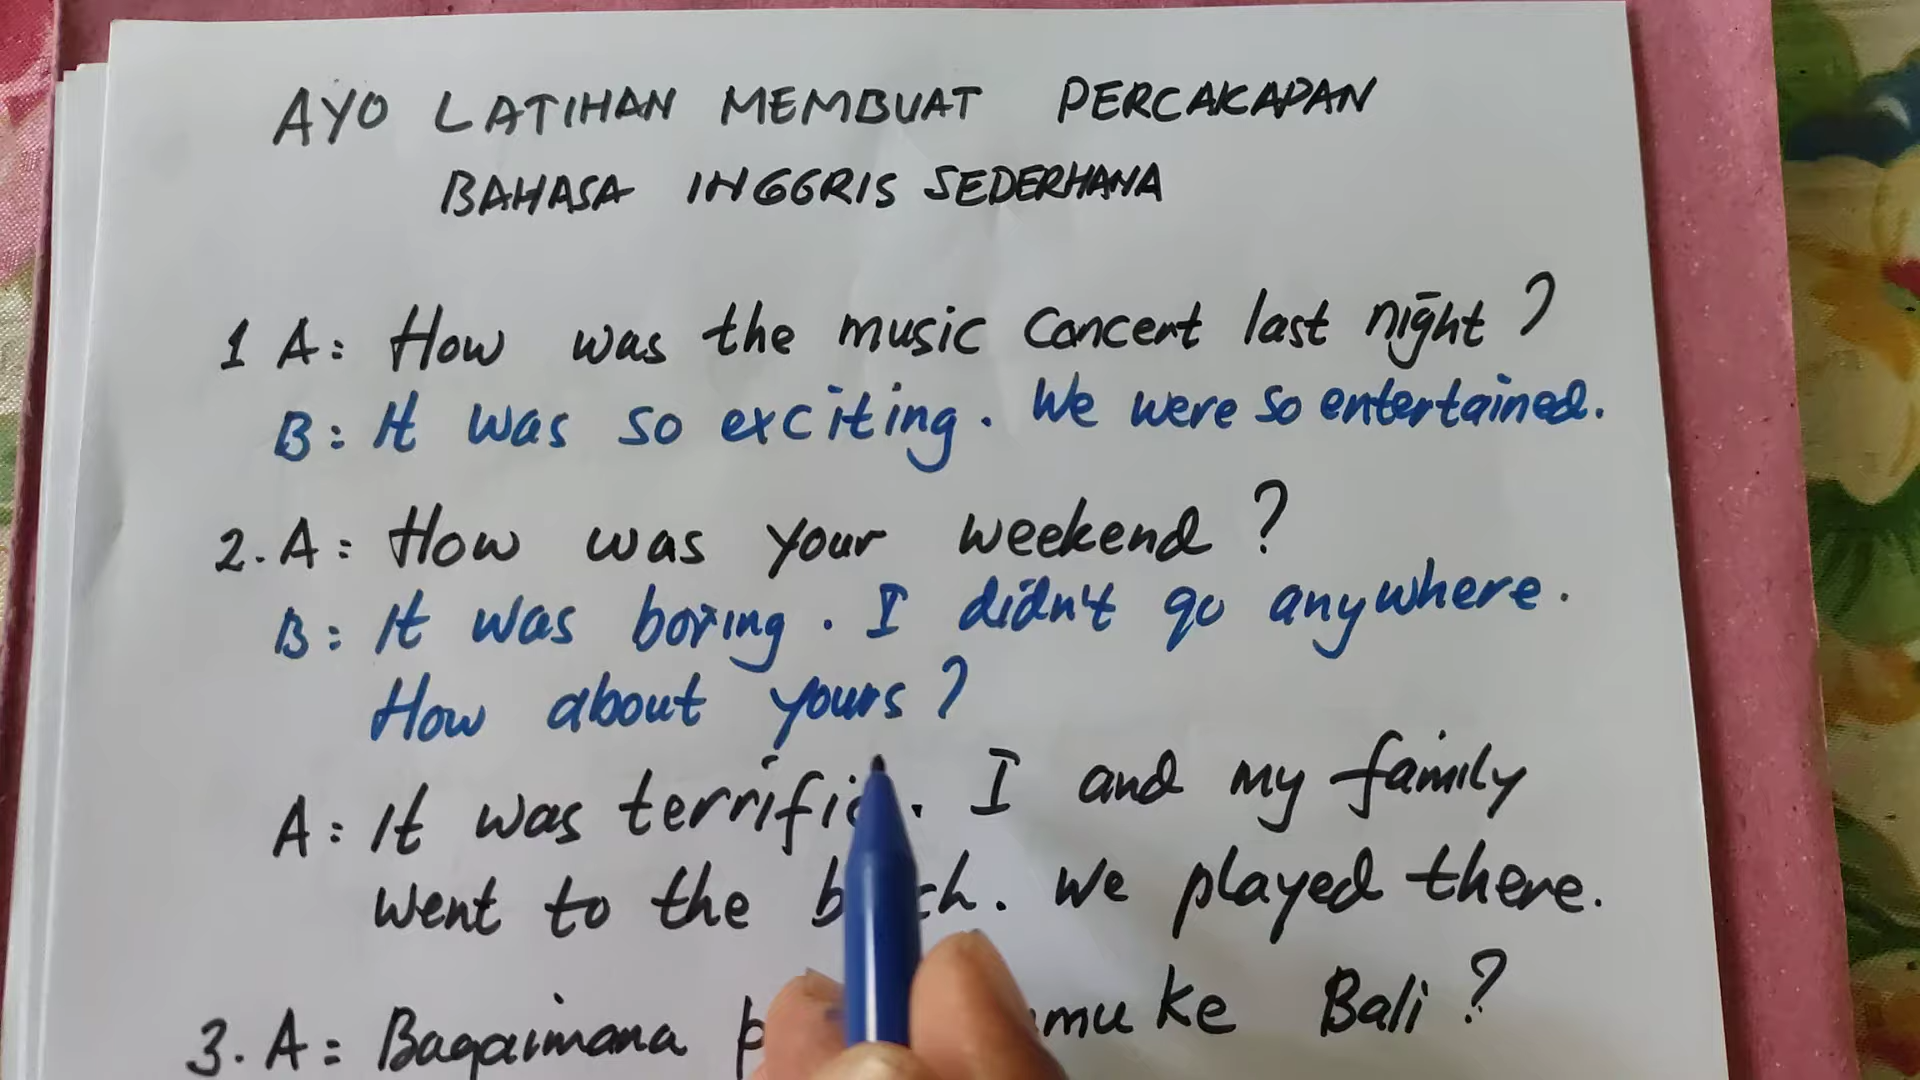 AYO LATIHAN MEMBUAT PERCAKAPAN
BAHASA INGGRIS SEDERHANA
1 A: How was the music concert last night?
B: It was so exciting. We were so entertained.
2. A: How was your weekend?
B: It was boring. I didn't go anywhere.
How about yours?
A: It was terrific. I and my family
went to the . We played there.
3. A: Bagaimana ke Bali?